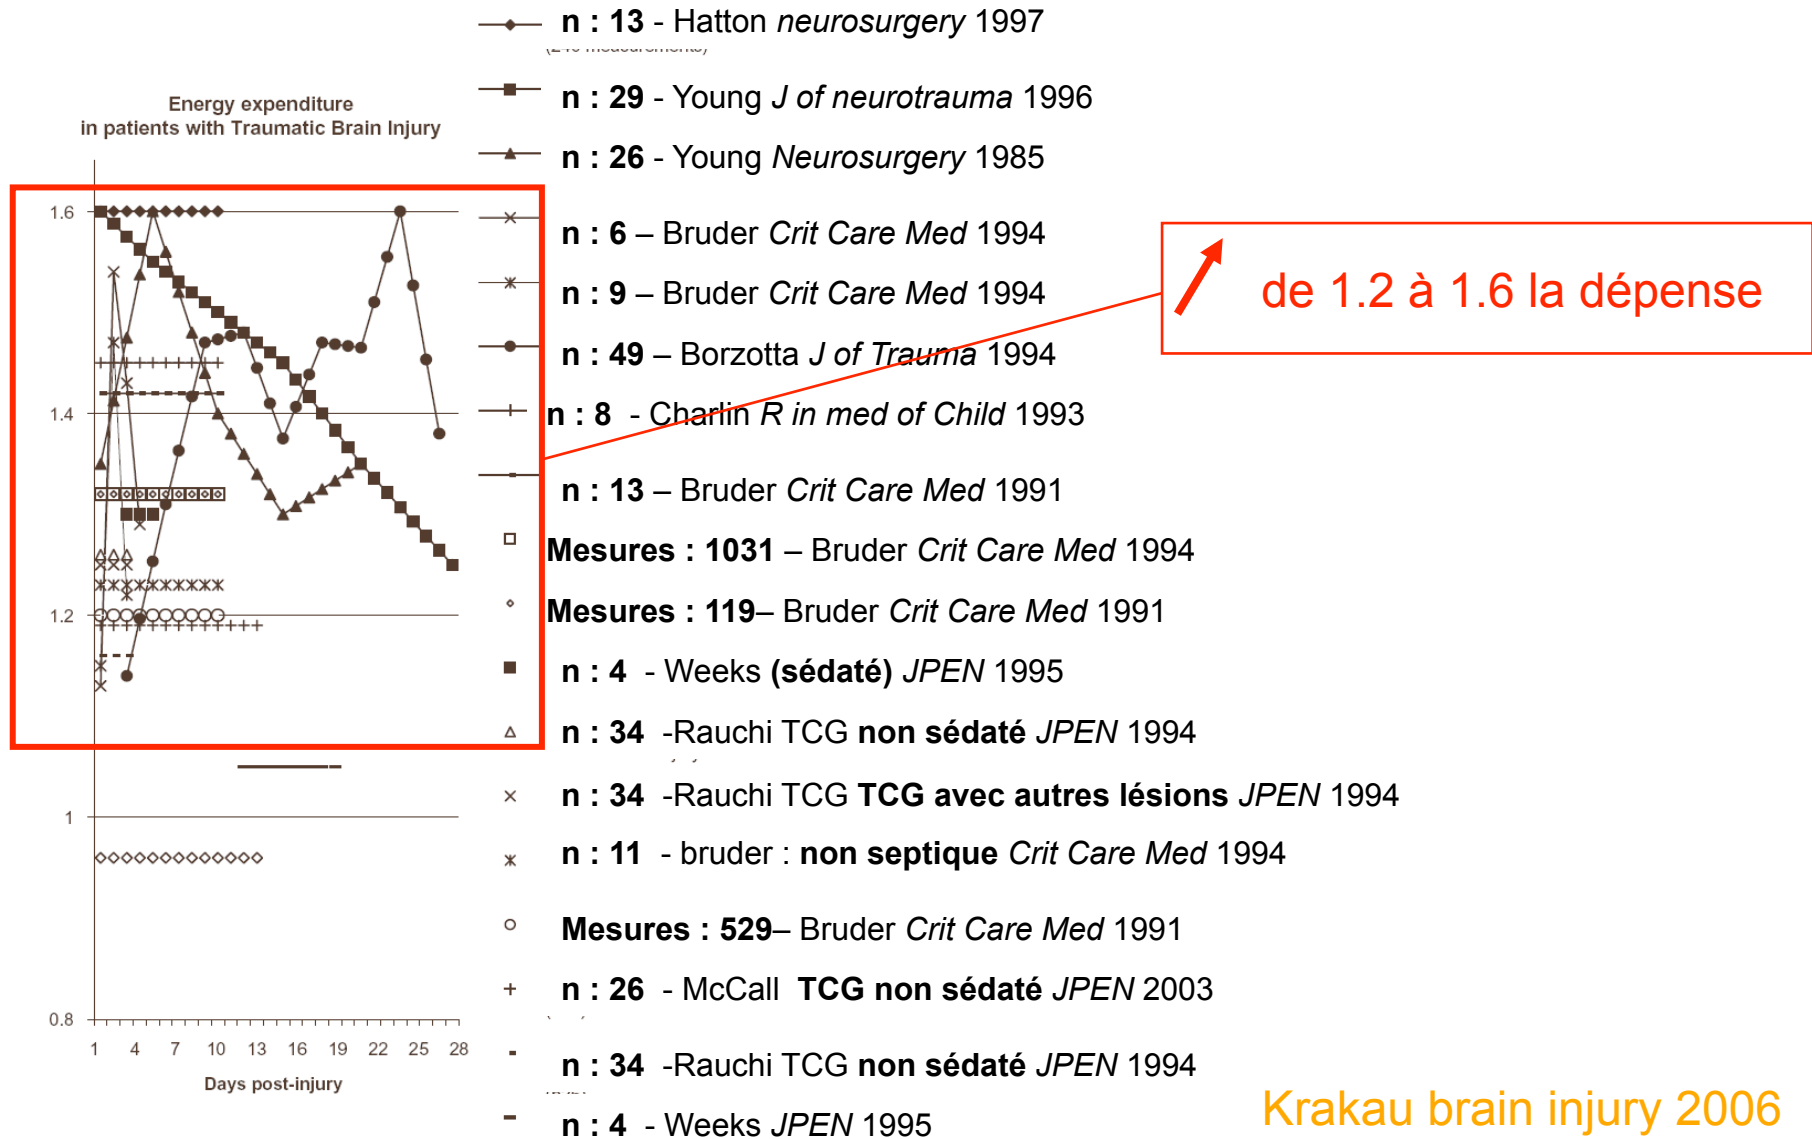 n : 13 - Hatton neurosurgery 1997
Energy expenditure
in patients with Traumatic Brain Injury
n : 29 - Young J of neurotrauma 1996
n : 26 - Young Neurosurgery 1985
n : 6 – Bruder Crit Care Med 1994
n : 9 – Bruder Crit Care Med 1994
n : 49 – Borzotta J of Trauma 1994
n : 8 - Charlin R in med of Child 1993
n : 13 – Bruder Crit Care Med 1991
Mesures : 1031 – Bruder Crit Care Med 1994
Mesures : 119– Bruder Crit Care Med 1991
n : 4 - Weeks (sédaté) JPEN 1995
n : 34 -Rauchi TCG non sédaté JPEN 1994
n : 34 -Rauchi TCG TCG avec autres lésions JPEN 1994
n : 11 - bruder : non septique Crit Care Med 1994
Mesures : 529– Bruder Crit Care Med 1991
n : 26 - McCall TCG non sédaté JPEN 2003
n : 34 -Rauchi TCG non sédaté JPEN 1994
n : 4 - Weeks JPEN 1995
1.6
1.4
1.2
1
0.8
1 4 7 10 13 16 19 22 25 28
Days post-injury
de 1.2 à 1.6 la dépense
Krakau brain injury 2006